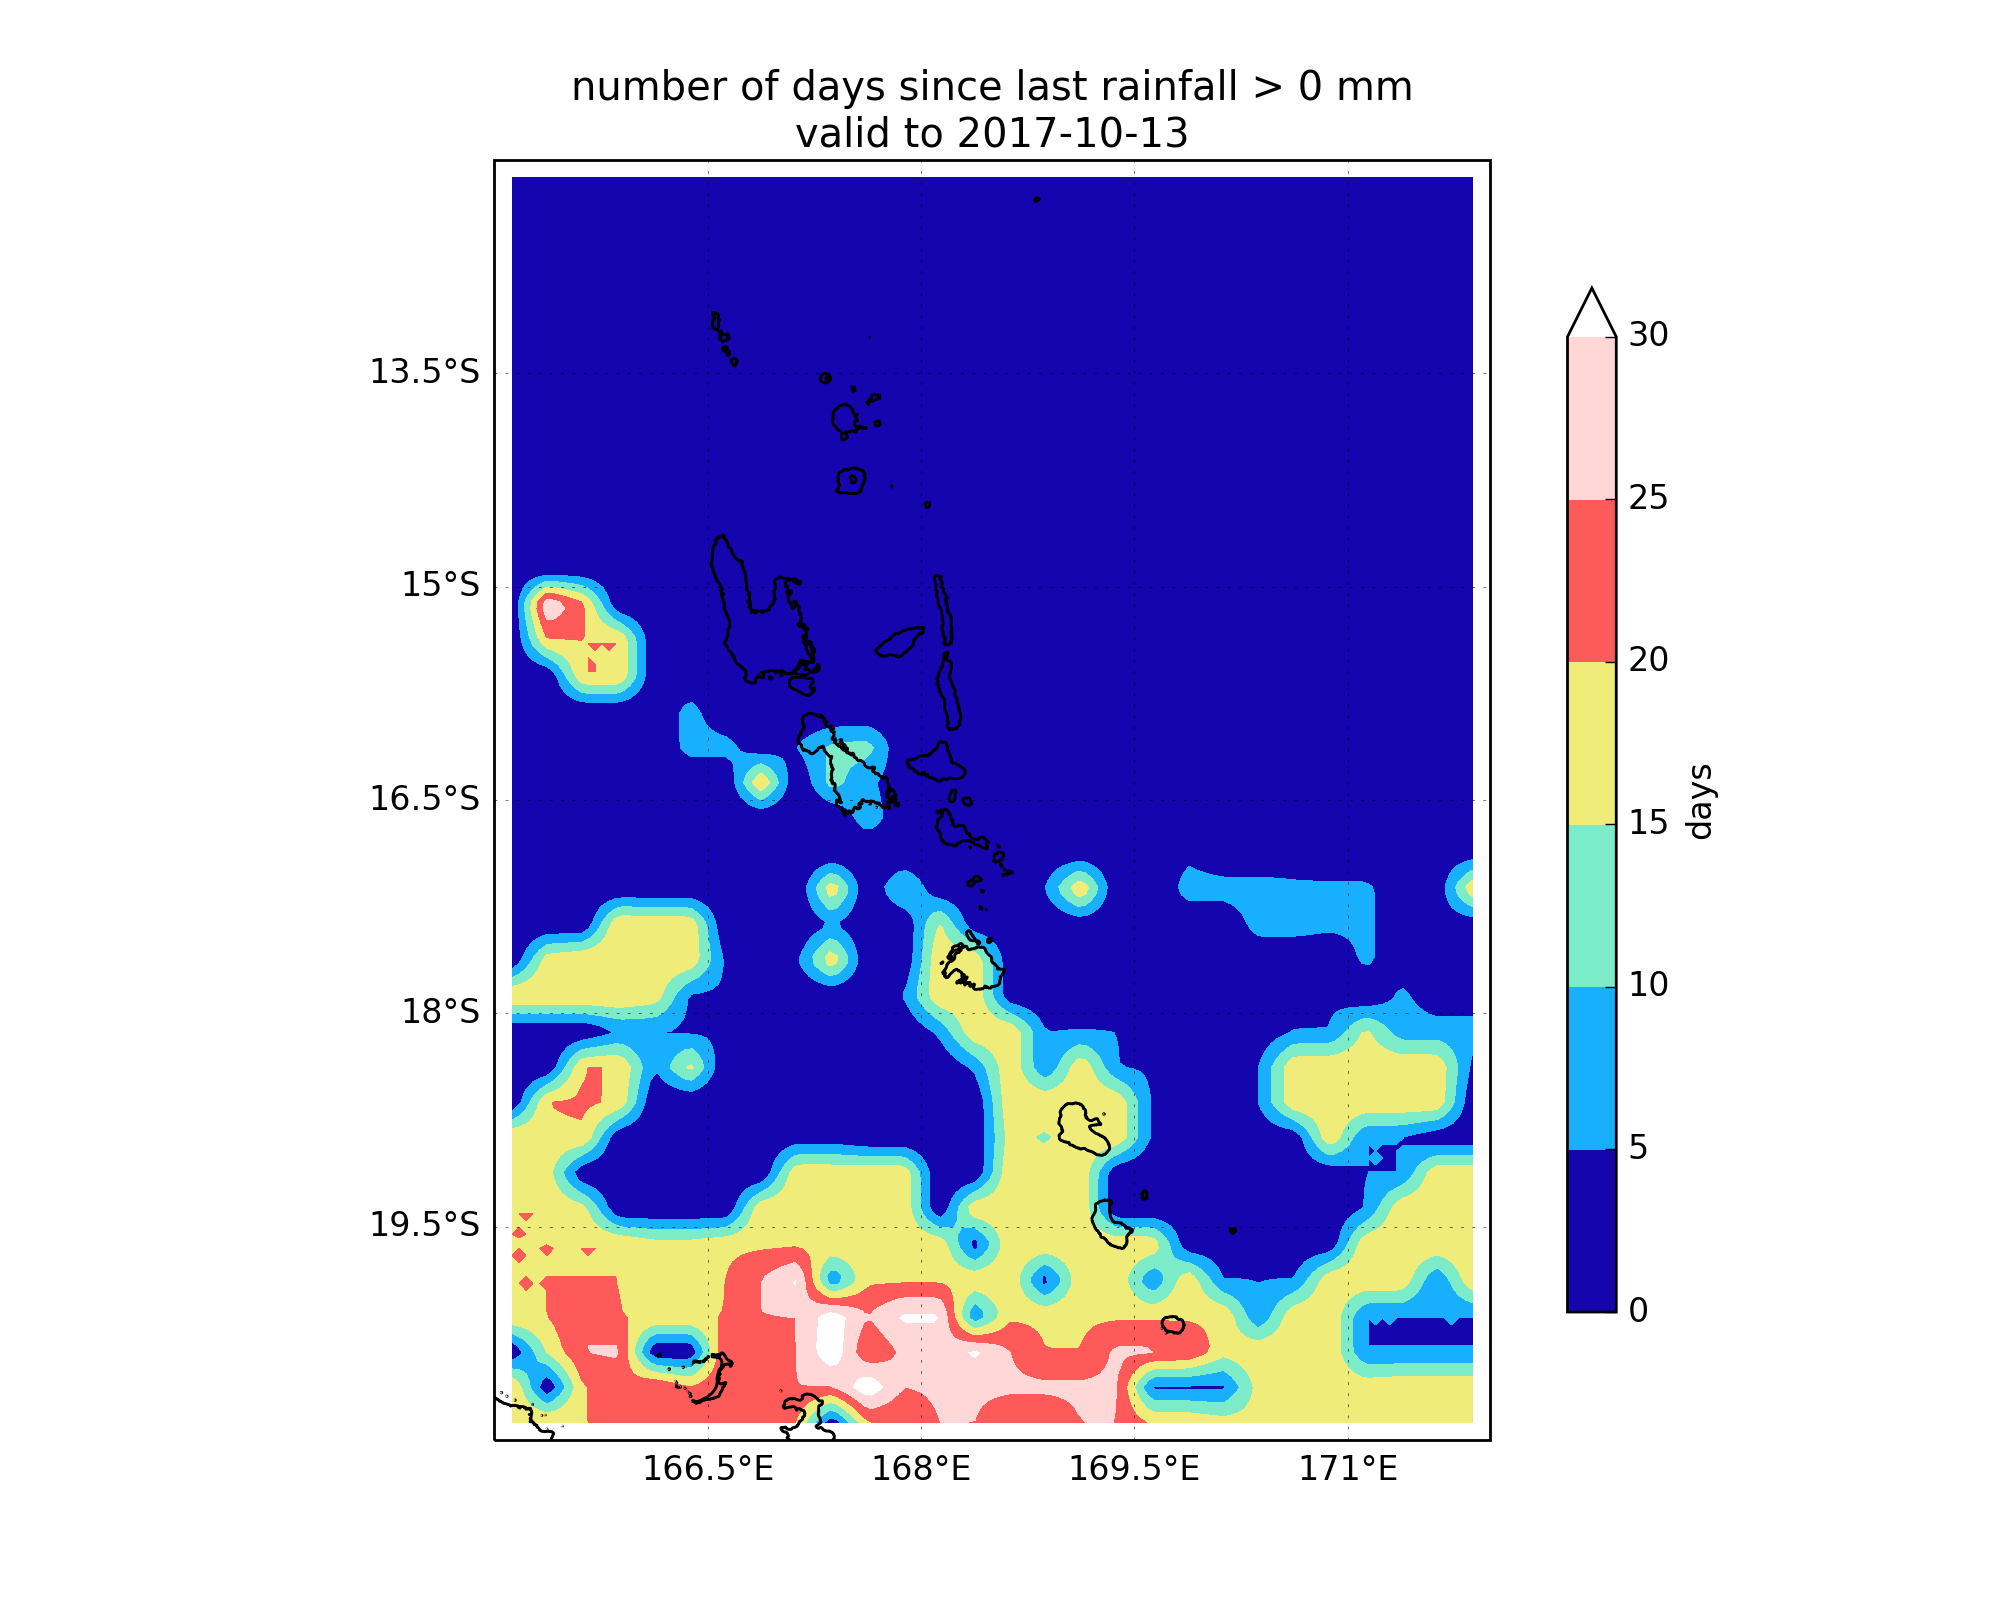 number of days since last rainfall > 0 mm
valid to 2017-10-13
13.5°S
15°S
16.5°S
18°S
19.5°S
166.5°E
168°E
169.5°E
171°E
30
25
20
15
10
5
0
days